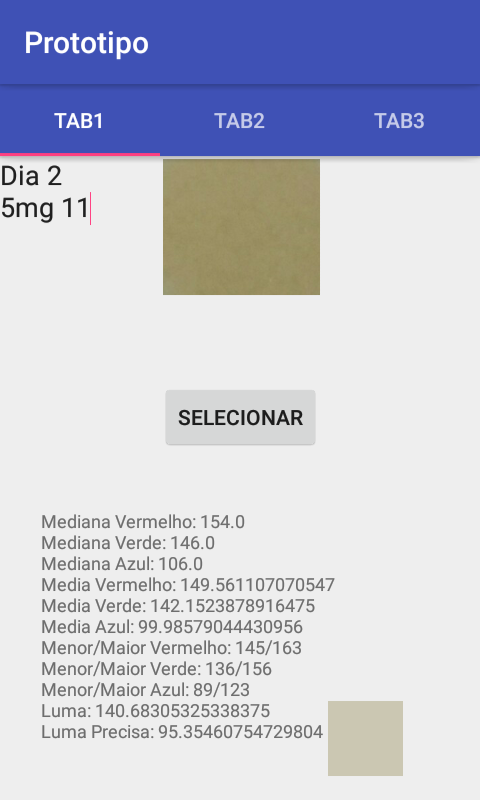 Prototipo
TAB1 TAB2 TAB3
Dia 2
5mg 11
SELECIONAR
Mediana Vermelho: 154.0
Mediana Verde: 146.0
Mediana Azul: 106.0
Media Vermelho: 149.561107070547
Media Verde: 142.1523878916475
Media Azul: 99.98579044430956
Menor/Maior Vermelho: 145/163
Menor/Maior Verde: 136/156
Menor/Maior Azul: 89/123
Luma: 140.68305325338375
Luma Precisa: 95.35460754729804